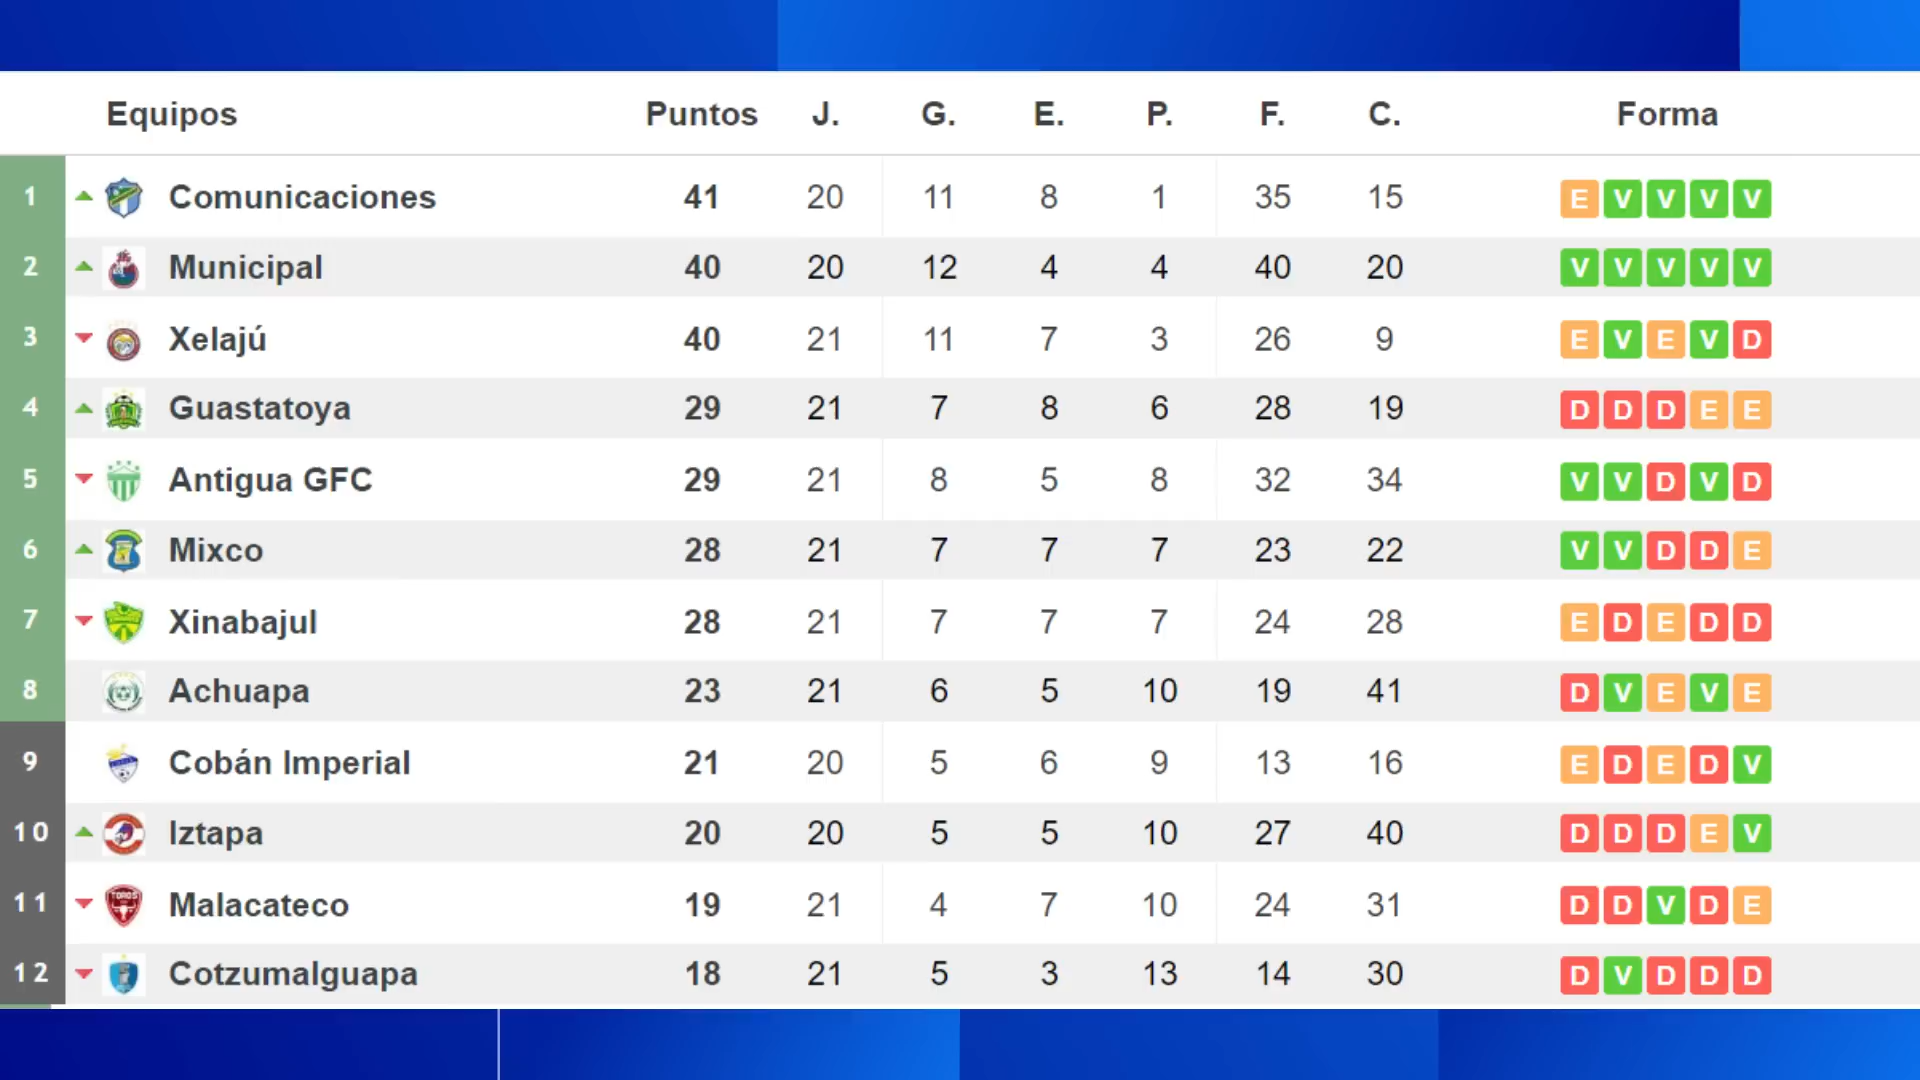 Equipos Puntos J. G. E. P. F. C. Forma
1 Comunicaciones 41 20 11 8 1 35 15 E V V V V
2 Municipal 40 20 12 4 4 40 20 V V V V V
3 Xelajú 40 21 11 7 3 26 9 E V E V D
4 Guastatoya 29 21 7 8 6 28 19 D D D E E
5 Antigua GFC 29 21 8 5 8 32 34 V V D V D
6 Mixco 28 21 7 7 7 23 22 V V D D E
7 Xinabajul 28 21 7 7 7 24 28 E D E D D
8 Achuapa 23 21 6 5 10 19 41 D V E V E
9 Cobán Imperial 21 20 5 6 9 13 16 E D E D V
10 Iztapa 20 20 5 5 10 27 40 D D D E V
11 Malacateco 19 21 4 7 10 24 31 D D V D E
12 Cotzumalguapa 18 21 5 3 13 14 30 D V D D D